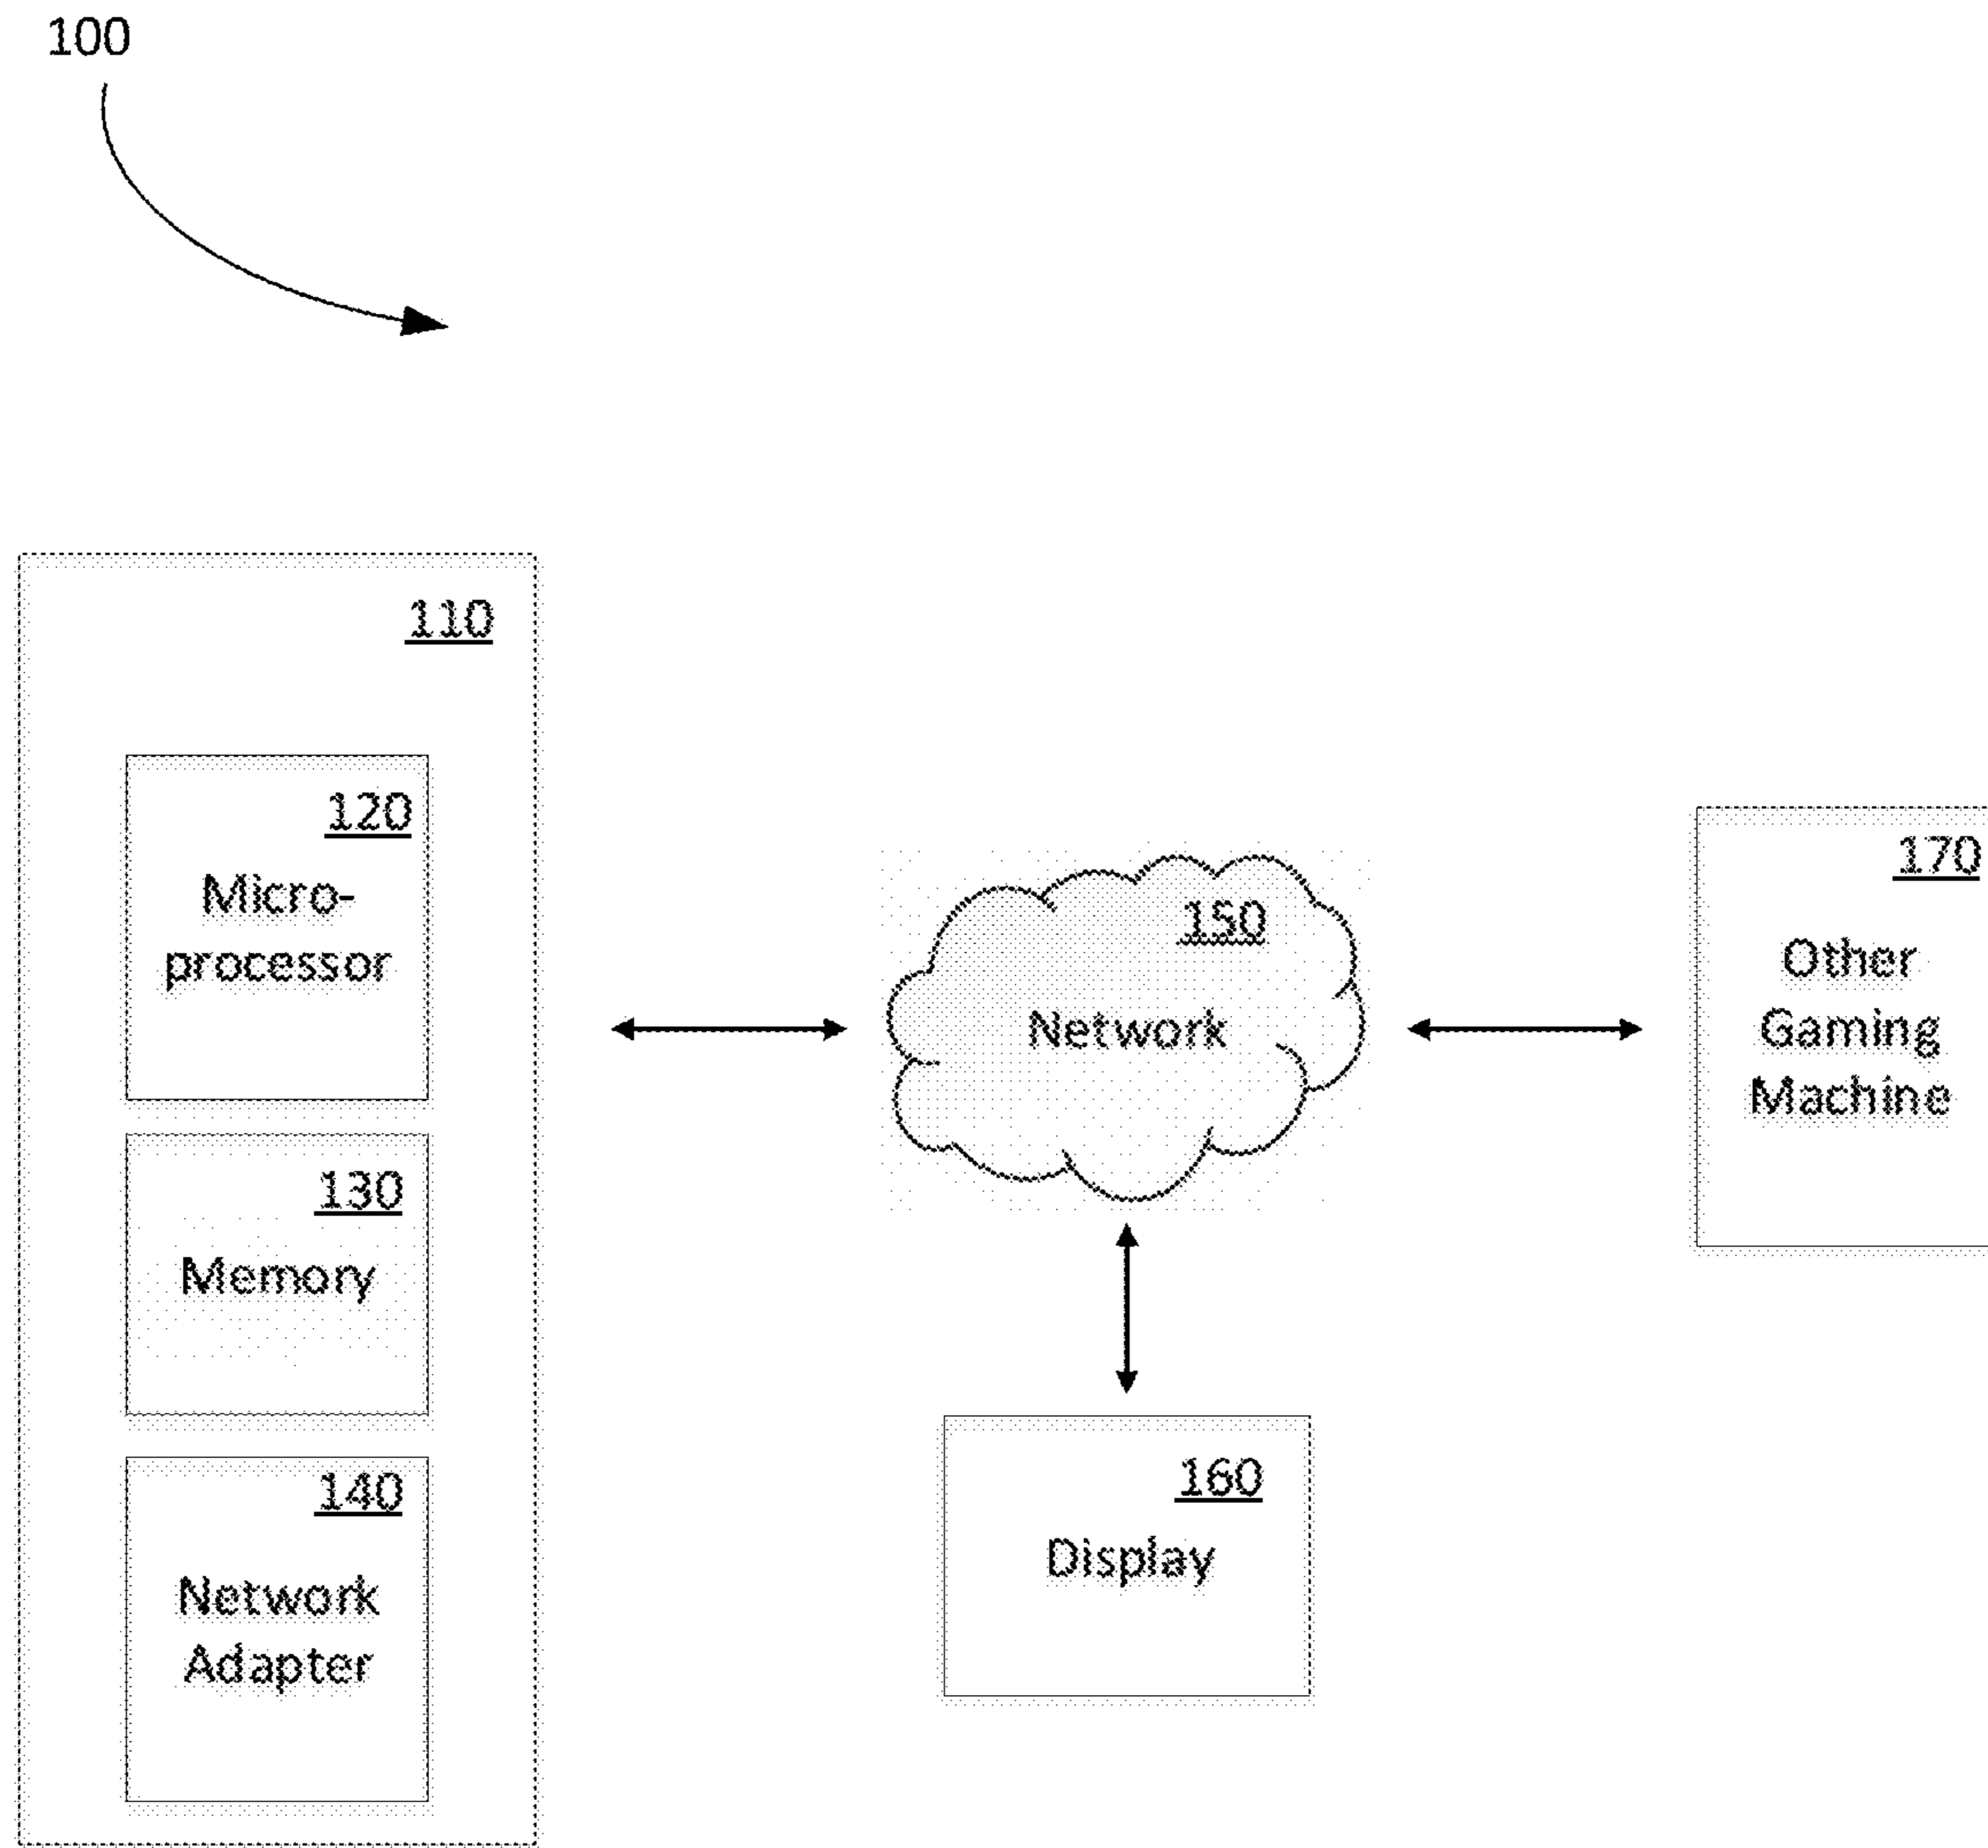 100
110
120
Micro-
processor
130
Memory
140
Network
Adapter
150
Network
160
Display
170
Other
Gaming
Machine